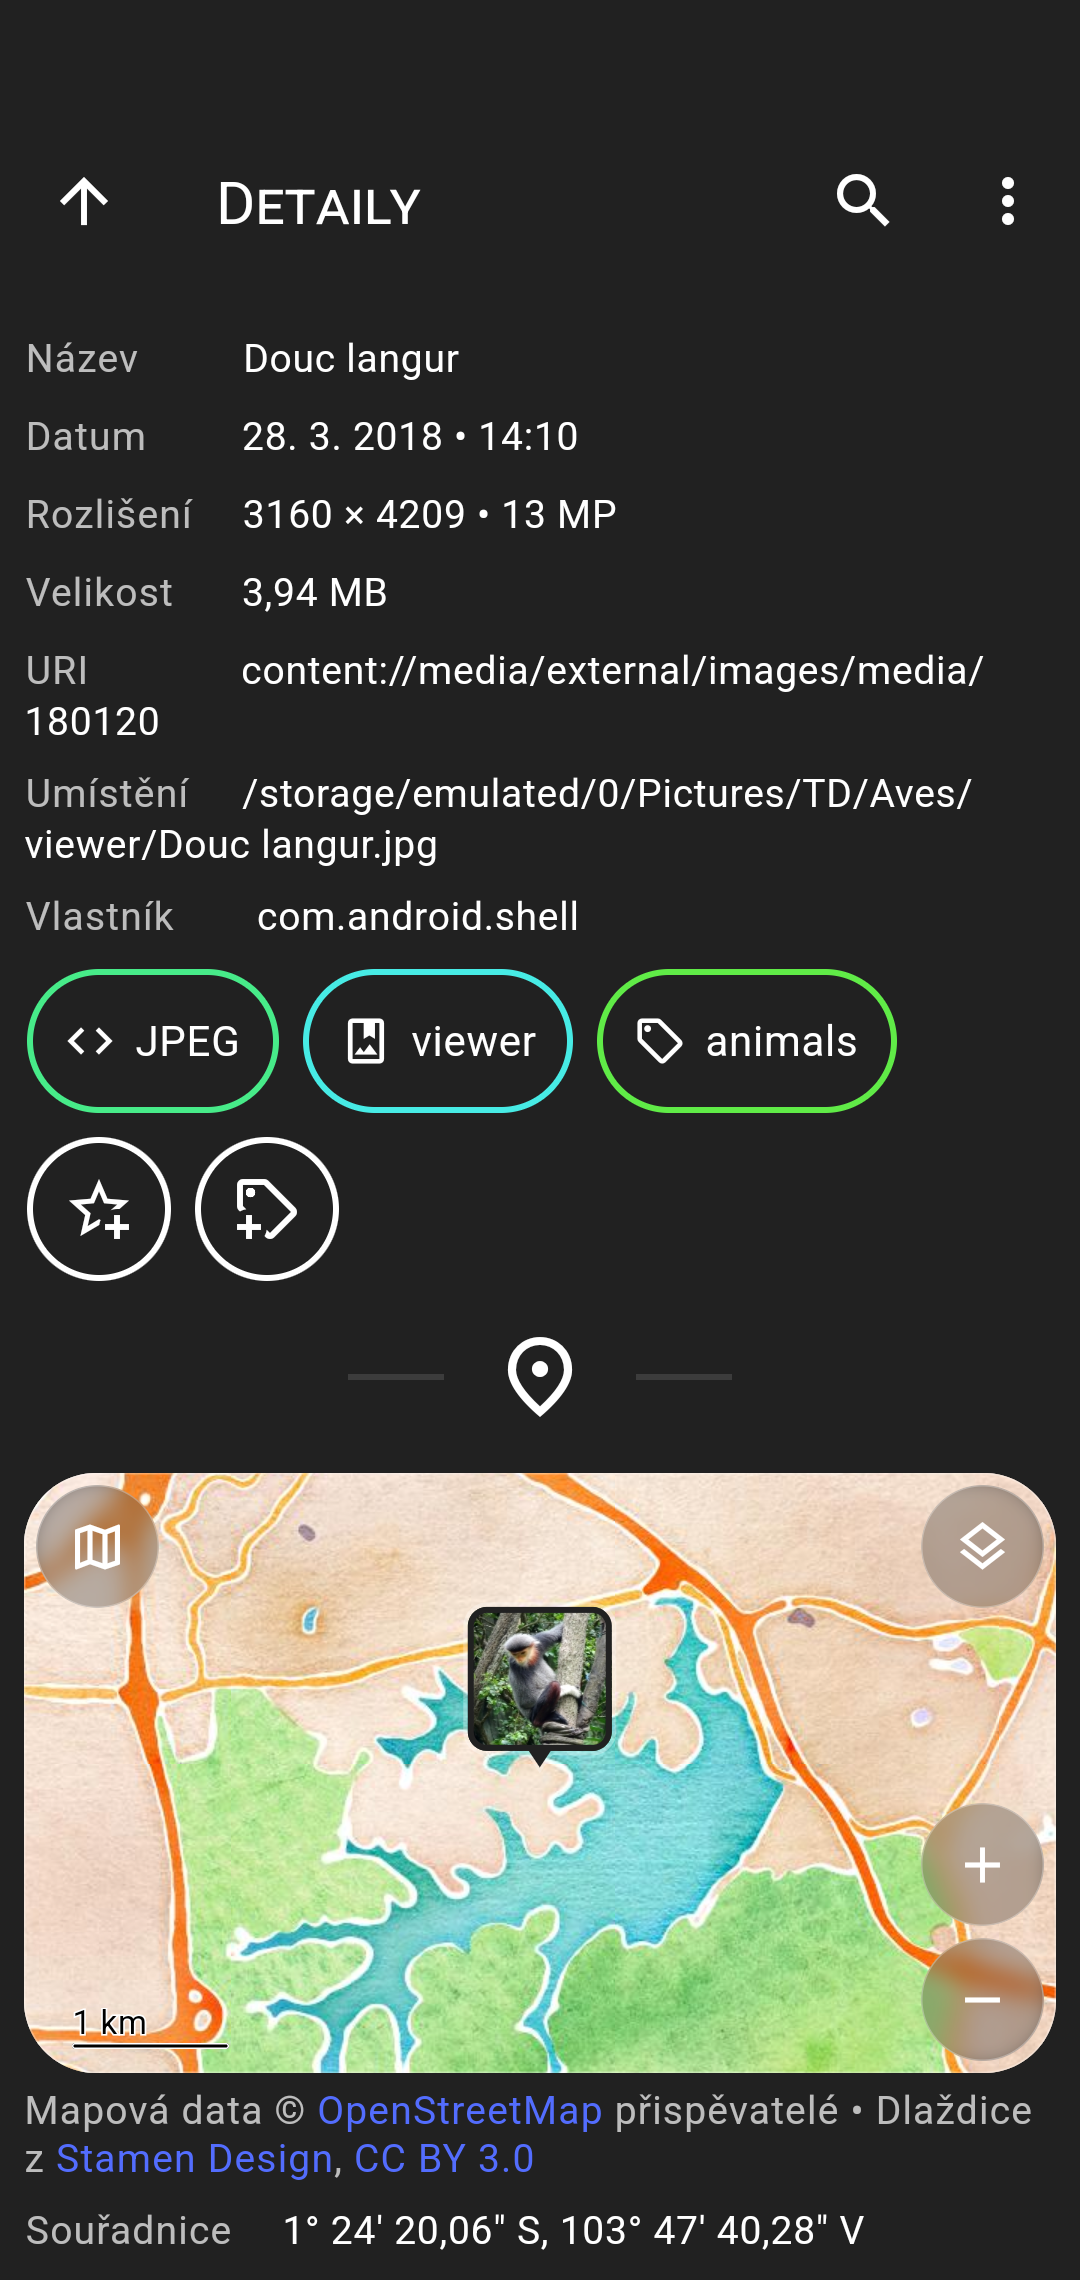 Detaily
Název Douc langur
Datum 28. 3. 2018 • 14:10
Rozlišení 3160 × 4209 • 13 MP
Velikost 3,94 MB
URI content://media/external/images/media/
180120
Umístění /storage/emulated/0/Pictures/TD/Aves/
viewer/Douc langur.jpg
Vlastník com.android.shell
JPEG viewer animals
1 km
Mapová data © OpenStreetMap přispěvatelé • Dlaždice
z Stamen Design, CC BY 3.0
Souřadnice 1° 24' 20,06" S, 103° 47' 40,28" V